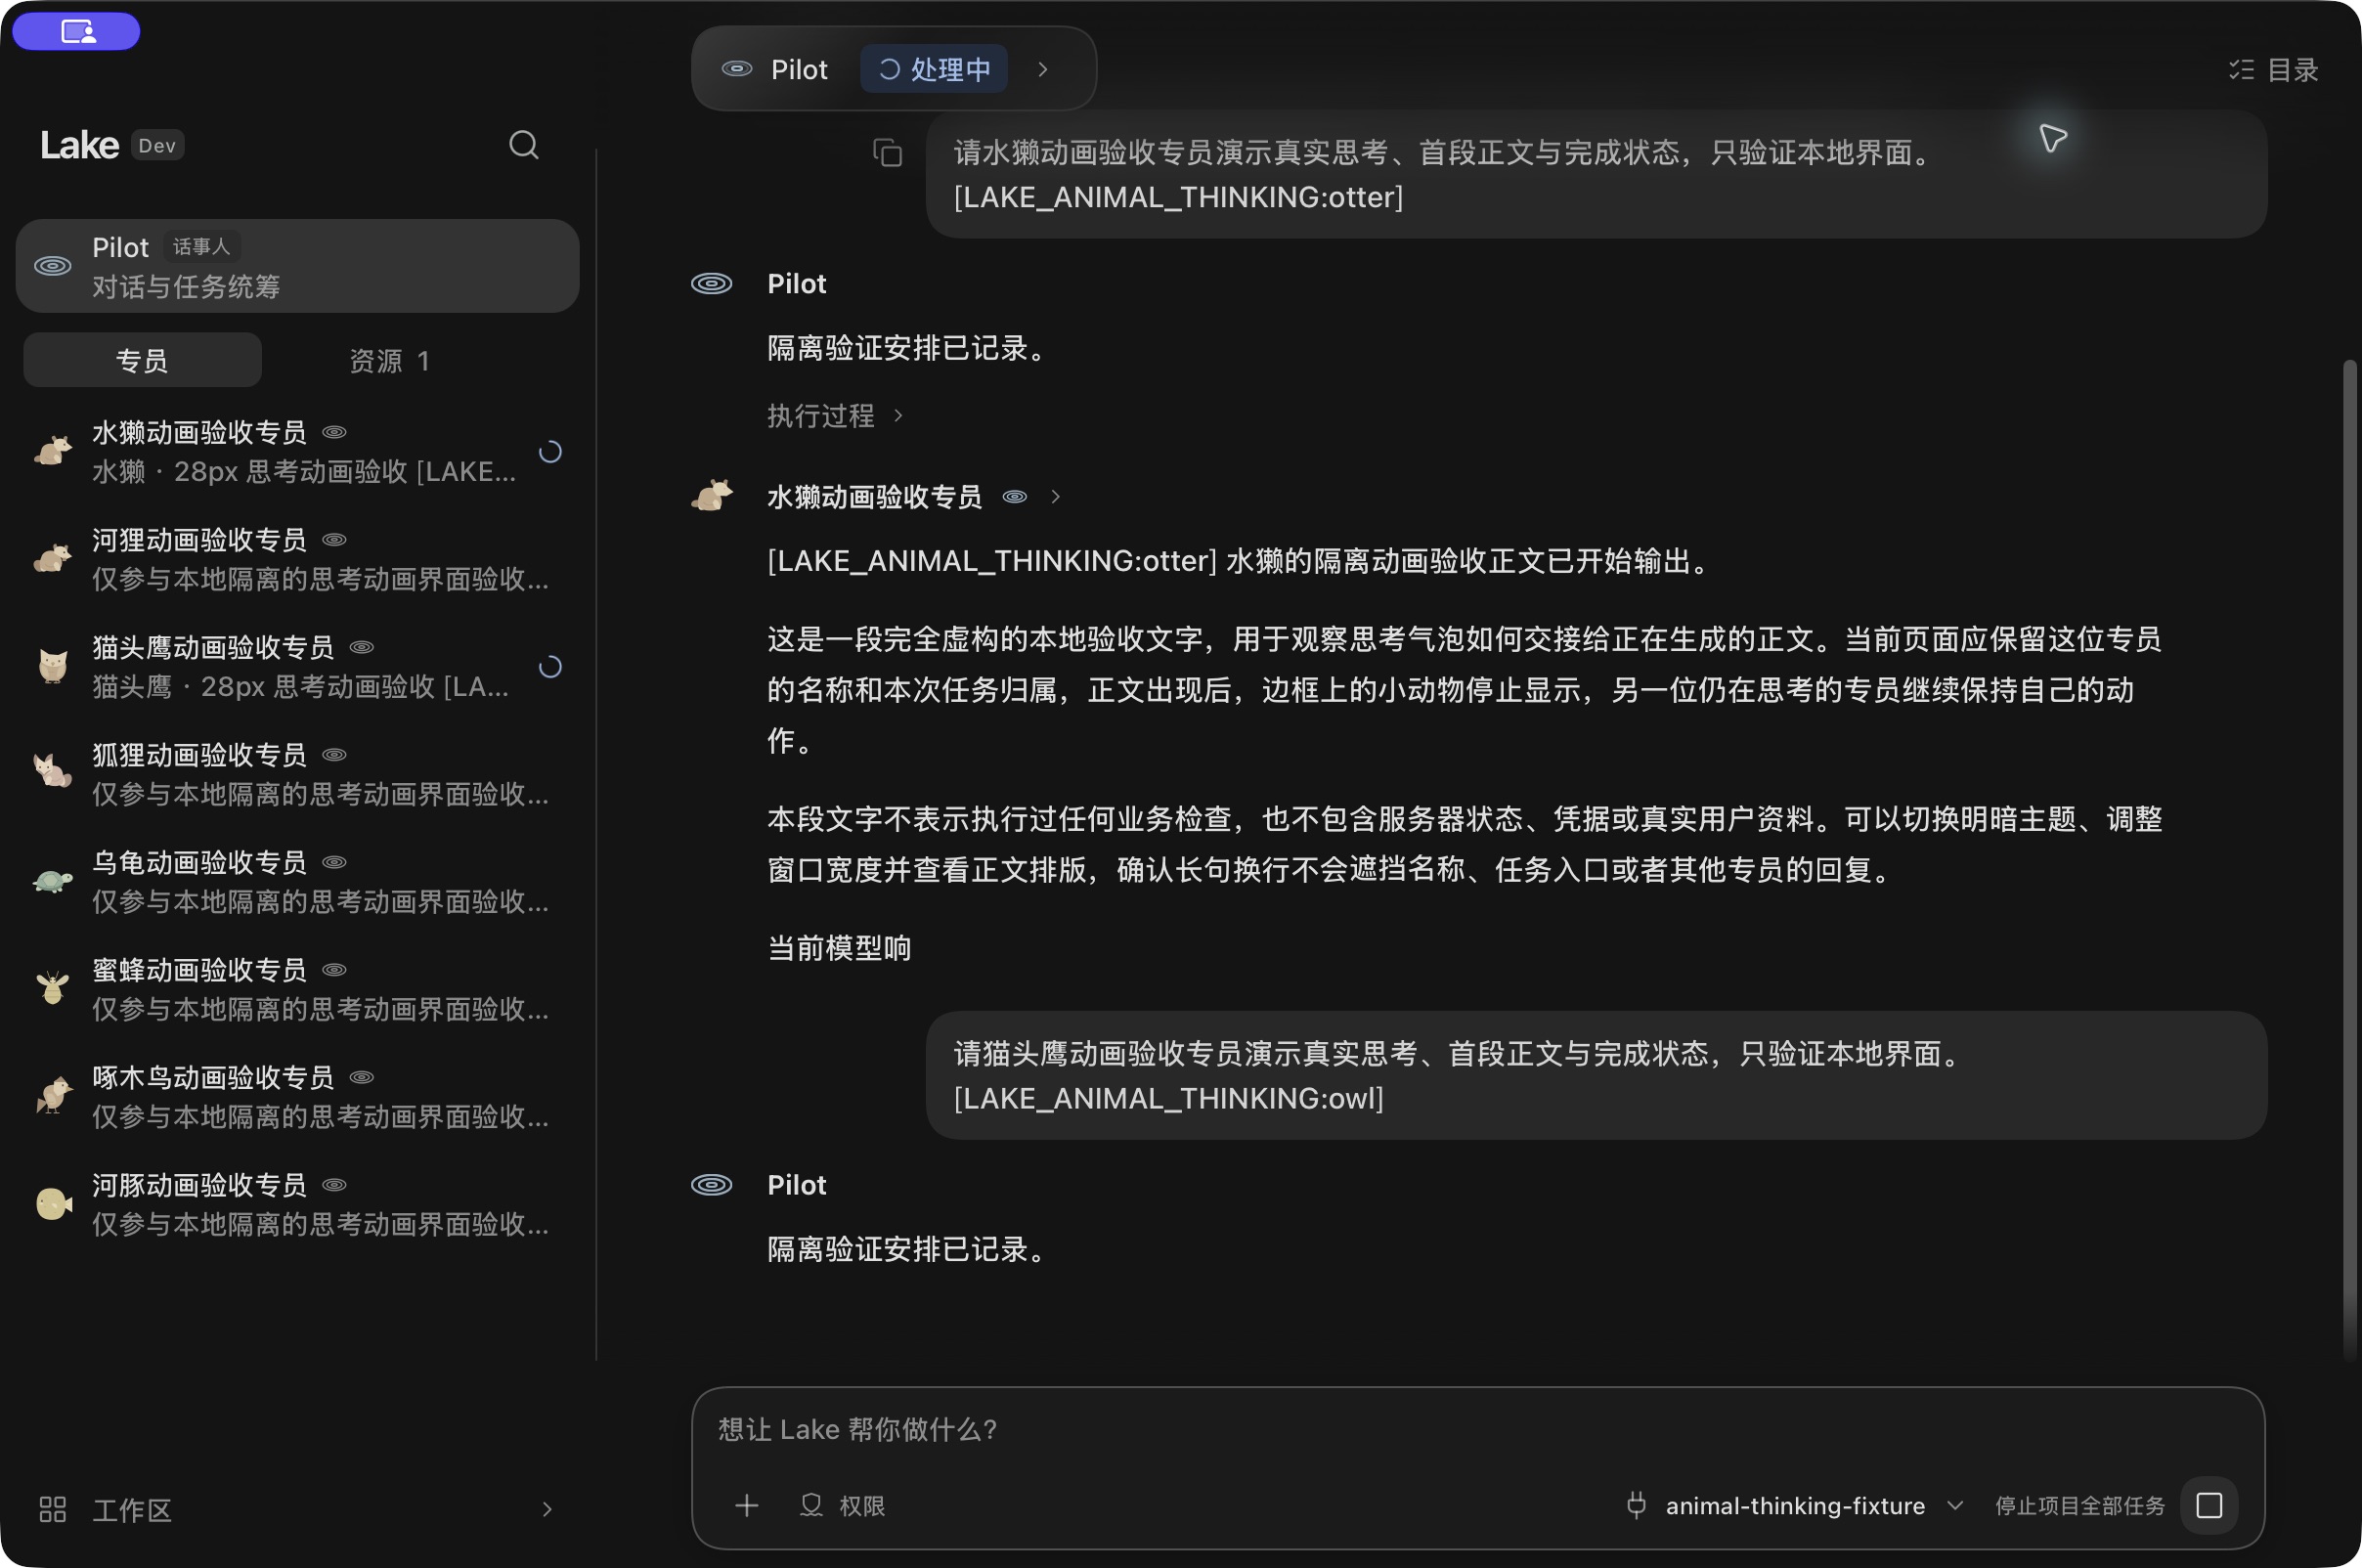 Pilot 处理中
目录
Lake Dev
Pilot 话事人
对话与任务统筹
专员
资源 1
水獭动画验收专员
水獭 · 28px 思考动画验收 [LAKE...
河狸动画验收专员
仅参与本地隔离的思考动画界面验收...
猫头鹰动画验收专员
猫头鹰 · 28px 思考动画验收 [LA...
狐狸动画验收专员
仅参与本地隔离的思考动画界面验收...
乌龟动画验收专员
仅参与本地隔离的思考动画界面验收...
蜜蜂动画验收专员
仅参与本地隔离的思考动画界面验收...
啄木鸟动画验收专员
仅参与本地隔离的思考动画界面验收...
河豚动画验收专员
仅参与本地隔离的思考动画界面验收...
工作区
请水獭动画验收专员演示真实思考、首段正文与完成状态，只验证本地界面。
[LAKE_ANIMAL_THINKING:otter]
Pilot
隔离验证安排已记录。
执行过程
水獭动画验收专员
[LAKE_ANIMAL_THINKING:otter] 水獭的隔离动画验收正文已开始输出。
这是一段完全虚构的本地验收文字，用于观察思考气泡如何交接给正在生成的正文。当前页面应保留这位专员
的名称和本次任务归属，正文出现后，边框上的小动物停止显示，另一位仍在思考的专员继续保持自己的动
作。
本段文字不表示执行过任何业务检查，也不包含服务器状态、凭据或真实用户资料。可以切换明暗主题、调整
窗口宽度并查看正文排版，确认长句换行不会遮挡名称、任务入口或者其他专员的回复。
当前模型响
请猫头鹰动画验收专员演示真实思考、首段正文与完成状态，只验证本地界面。
[LAKE_ANIMAL_THINKING:owl]
Pilot
隔离验证安排已记录。
想让 Lake 帮你做什么?
权限
animal-thinking-fixture
停止项目全部任务